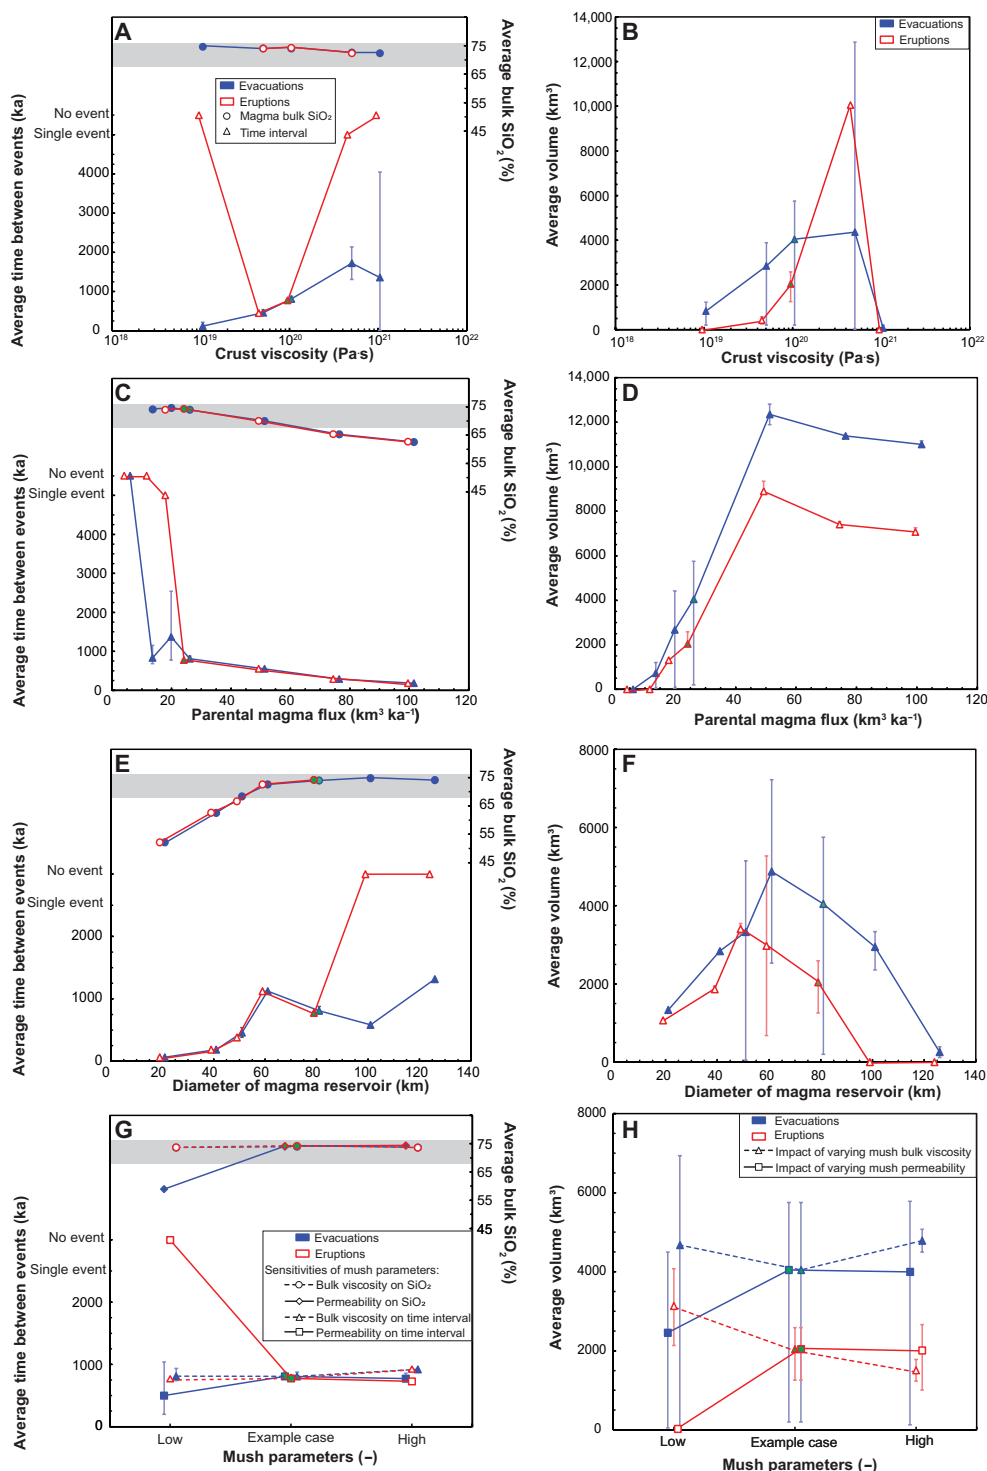 A
Average time between events (ka)
No event
Single event
4000
3000
2000
1000
0
75
65
55
45
Average bulk SiO₂ (%)
Evacuations
Eruptions
Magma bulk SiO₂
Time interval
10¹⁸ 10¹⁹ 10²⁰ 10²¹ 10²²
Crust viscosity (Pa·s)
B
Average volume (km³)
14,000
12,000
10,000
8000
6000
4000
2000
0
Evacuations
Eruptions
10¹⁸ 10¹⁹ 10²⁰ 10²¹ 10²²
Crust viscosity (Pa·s)
C
Average time between events (ka)
No event
Single event
4000
3000
2000
1000
0
75
65
55
45
Average bulk SiO₂ (%)
0 20 40 60 80 100 120
Parental magma flux (km³ ka⁻¹)
D
Average volume (km³)
14,000
12,000
10,000
8000
6000
4000
2000
0
0 20 40 60 80 100 120
Parental magma flux (km³ ka⁻¹)
E
Average time between events (ka)
No event
Single event
2000
1000
0
75
65
55
45
Average bulk SiO₂ (%)
0 20 40 60 80 100 120 140
Diameter of magma reservoir (km)
F
Average volume (km³)
8000
6000
4000
2000
0
0 20 40 60 80 100 120 140
Diameter of magma reservoir (km)
G
Average time between events (ka)
No event
Single event
2000
1000
0
75
65
55
45
Average bulk SiO₂ (%)
Evacuations
Eruptions
Sensitivities of mush parameters:
Bulk viscosity on SiO₂
Permeability on SiO₂
Bulk viscosity on time interval
Permeability on time interval
Low Example case High
Mush parameters (–)
H
Average volume (km³)
8000
6000
4000
2000
0
Evacuations
Eruptions
Impact of varying mush bulk viscosity
Impact of varying mush permeability
Low Example case High
Mush parameters (–)